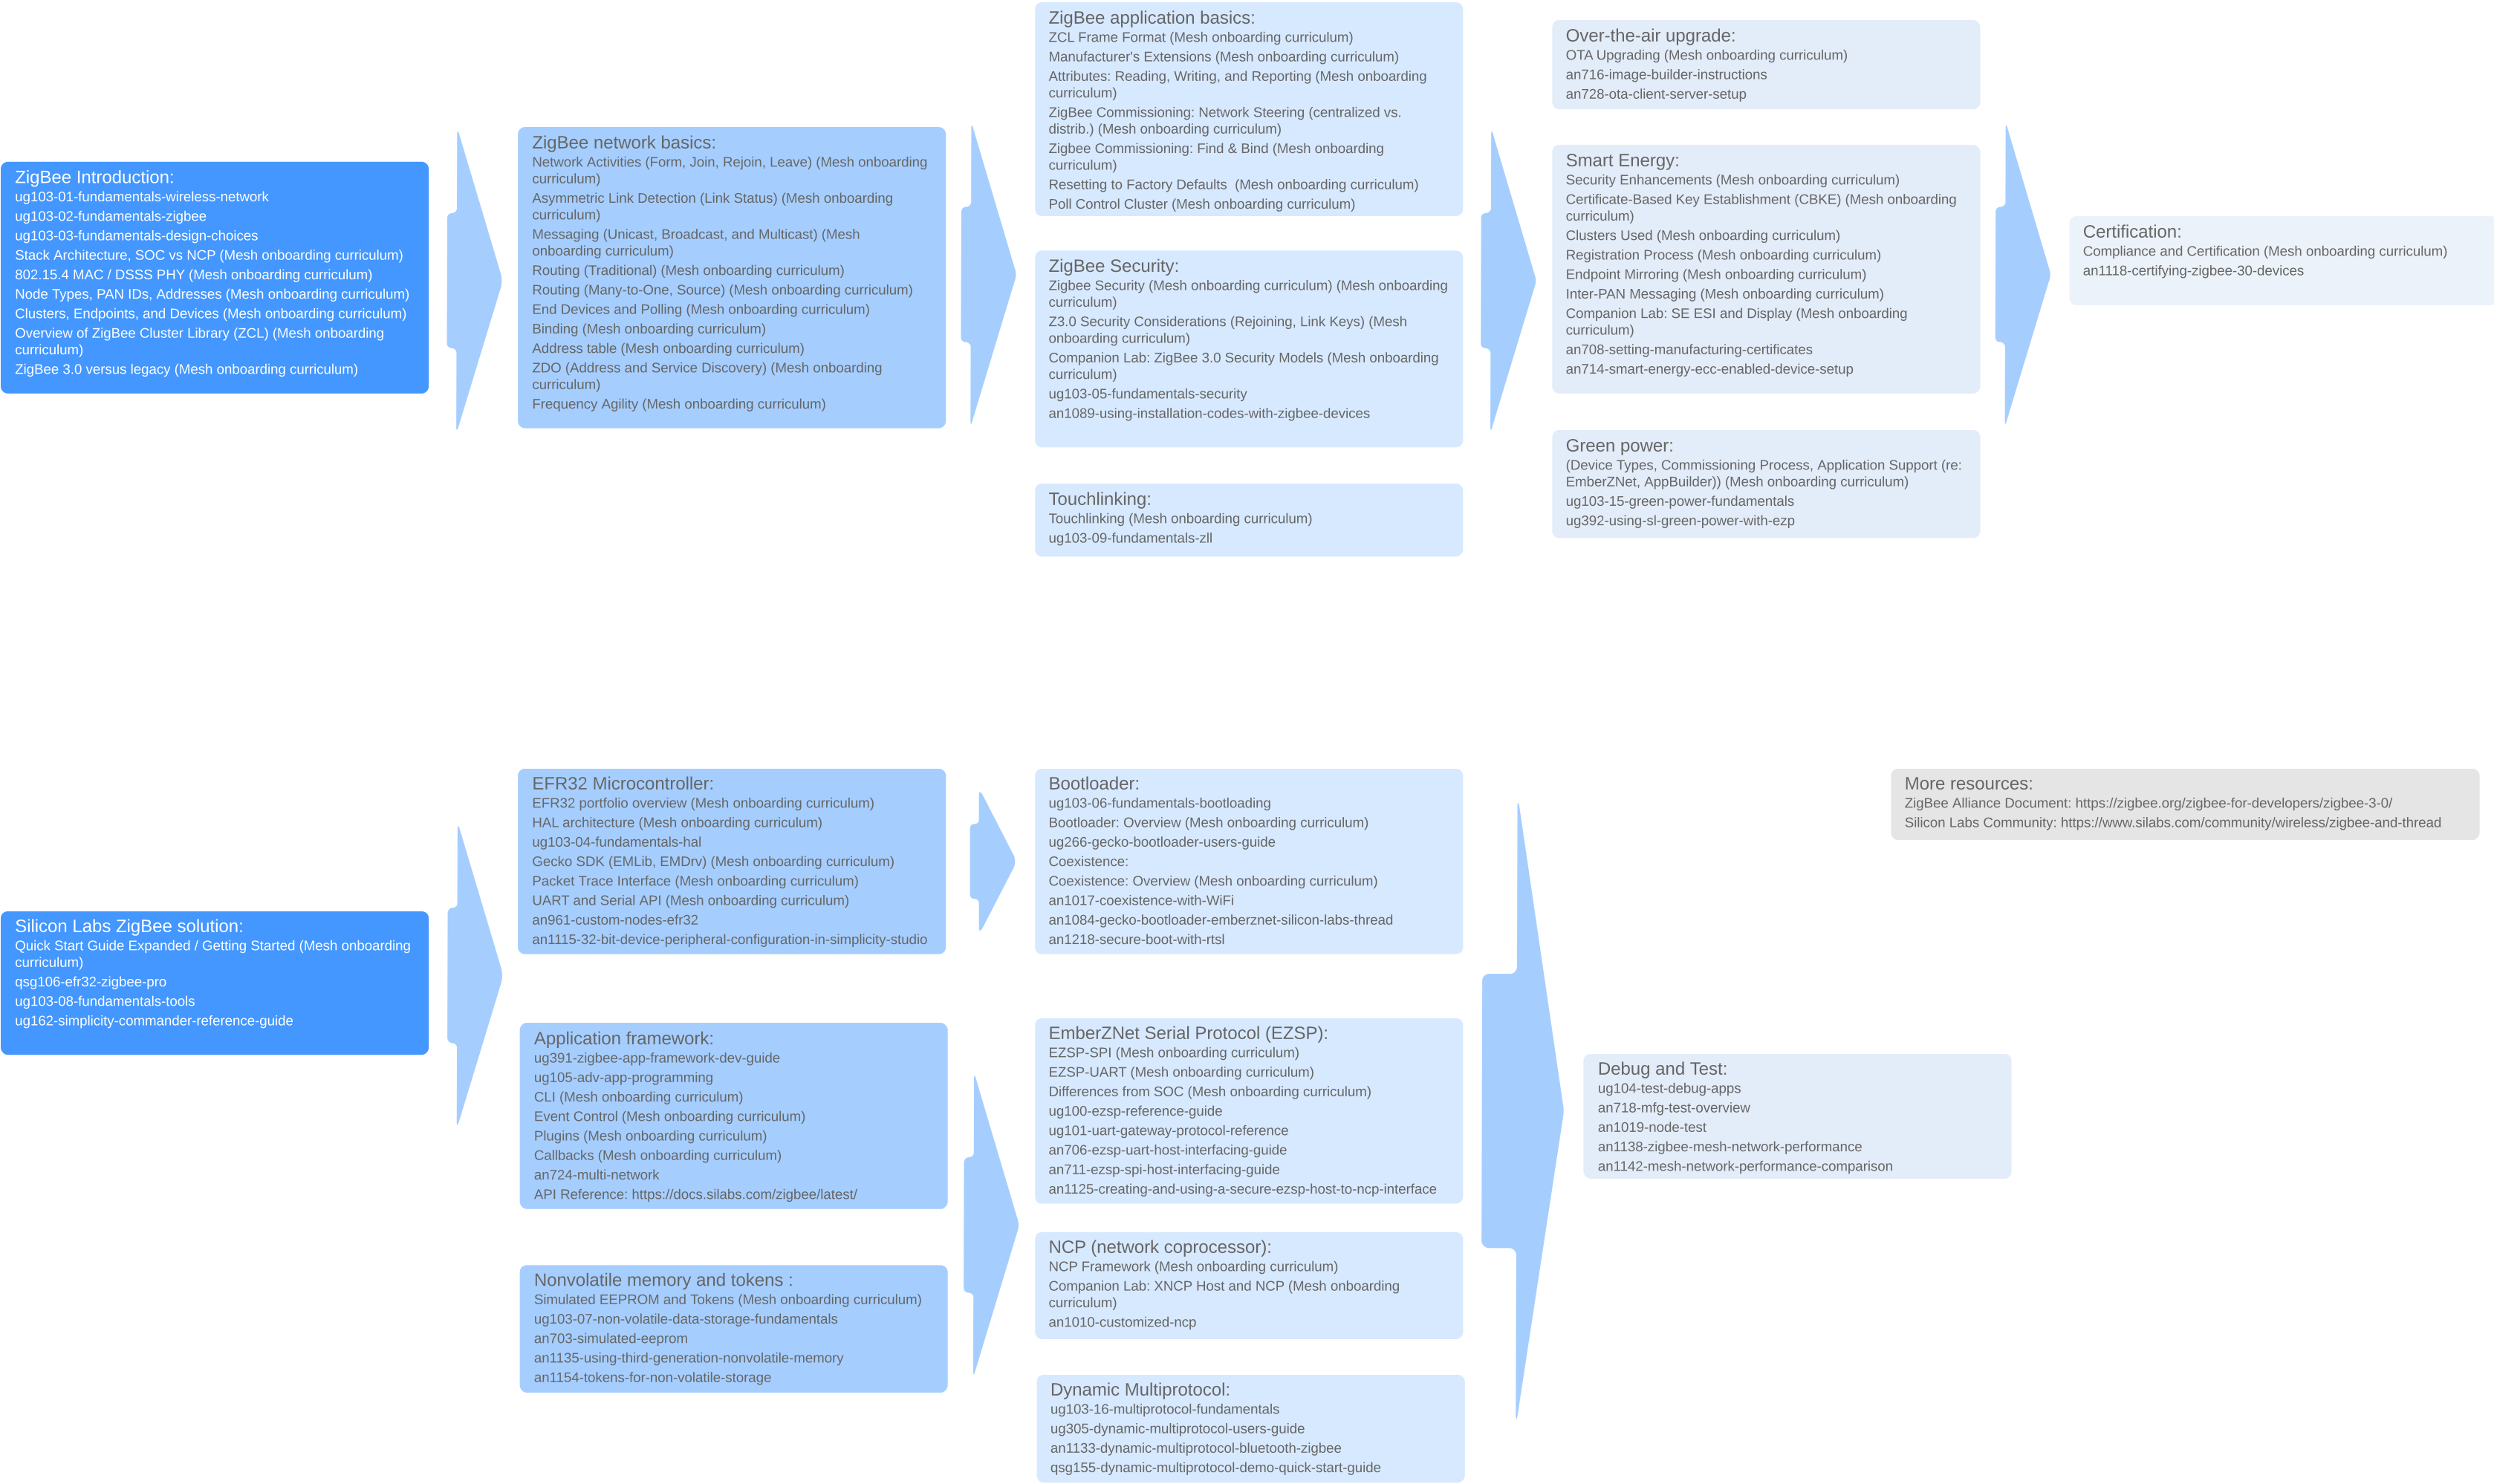 ZigBee Introduction:
ug103-01-fundamentals-wireless-network
ug103-02-fundamentals-zigbee
ug103-03-fundamentals-design-choices
Stack Architecture, SOC vs NCP (Mesh onboarding curriculum)
802.15.4 MAC / DSSS PHY (Mesh onboarding curriculum)
Node Types, PAN IDs, Addresses (Mesh onboarding curriculum)
Clusters, Endpoints, and Devices (Mesh onboarding curriculum)
Overview of ZigBee Cluster Library (ZCL) (Mesh onboarding
curriculum)
ZigBee 3.0 versus legacy (Mesh onboarding curriculum)
ZigBee network basics:
Network Activities (Form, Join, Rejoin, Leave) (Mesh onboarding
curriculum)
Asymmetric Link Detection (Link Status) (Mesh onboarding
curriculum)
Messaging (Unicast, Broadcast, and Multicast) (Mesh
onboarding curriculum)
Routing (Traditional) (Mesh onboarding curriculum)
Routing (Many-to-One, Source) (Mesh onboarding curriculum)
End Devices and Polling (Mesh onboarding curriculum)
Binding (Mesh onboarding curriculum)
Address table (Mesh onboarding curriculum)
ZDO (Address and Service Discovery) (Mesh onboarding
curriculum)
Frequency Agility (Mesh onboarding curriculum)
ZigBee application basics:
ZCL Frame Format (Mesh onboarding curriculum)
Manufacturer's Extensions (Mesh onboarding curriculum)
Attributes: Reading, Writing, and Reporting (Mesh onboarding
curriculum)
ZigBee Commissioning: Network Steering (centralized vs.
distrib.) (Mesh onboarding curriculum)
Zigbee Commissioning: Find & Bind (Mesh onboarding
curriculum)
Resetting to Factory Defaults  (Mesh onboarding curriculum)
Poll Control Cluster (Mesh onboarding curriculum)
ZigBee Security:
Zigbee Security (Mesh onboarding curriculum) (Mesh onboarding
curriculum)
Z3.0 Security Considerations (Rejoining, Link Keys) (Mesh
onboarding curriculum)
Companion Lab: ZigBee 3.0 Security Models (Mesh onboarding
curriculum)
ug103-05-fundamentals-security
an1089-using-installation-codes-with-zigbee-devices
Touchlinking:
Touchlinking (Mesh onboarding curriculum)
ug103-09-fundamentals-zll
Over-the-air upgrade:
OTA Upgrading (Mesh onboarding curriculum)
an716-image-builder-instructions
an728-ota-client-server-setup
Smart Energy:
Security Enhancements (Mesh onboarding curriculum)
Certificate-Based Key Establishment (CBKE) (Mesh onboarding
curriculum)
Clusters Used (Mesh onboarding curriculum)
Registration Process (Mesh onboarding curriculum)
Endpoint Mirroring (Mesh onboarding curriculum)
Inter-PAN Messaging (Mesh onboarding curriculum)
Companion Lab: SE ESI and Display (Mesh onboarding
curriculum)
an708-setting-manufacturing-certificates
an714-smart-energy-ecc-enabled-device-setup
Green power:
(Device Types, Commissioning Process, Application Support (re:
EmberZNet, AppBuilder)) (Mesh onboarding curriculum)
ug103-15-green-power-fundamentals
ug392-using-sl-green-power-with-ezp
Certification:
Compliance and Certification (Mesh onboarding curriculum)
an1118-certifying-zigbee-30-devices
Silicon Labs ZigBee solution:
Quick Start Guide Expanded / Getting Started (Mesh onboarding
curriculum)
qsg106-efr32-zigbee-pro
ug103-08-fundamentals-tools
ug162-simplicity-commander-reference-guide
EFR32 Microcontroller:
EFR32 portfolio overview (Mesh onboarding curriculum)
HAL architecture (Mesh onboarding curriculum)
ug103-04-fundamentals-hal
Gecko SDK (EMLib, EMDrv) (Mesh onboarding curriculum)
Packet Trace Interface (Mesh onboarding curriculum)
UART and Serial API (Mesh onboarding curriculum)
an961-custom-nodes-efr32
an1115-32-bit-device-peripheral-configuration-in-simplicity-studio
Application framework:
ug391-zigbee-app-framework-dev-guide
ug105-adv-app-programming
CLI (Mesh onboarding curriculum)
Event Control (Mesh onboarding curriculum)
Plugins (Mesh onboarding curriculum)
Callbacks (Mesh onboarding curriculum)
an724-multi-network
API Reference: https://docs.silabs.com/zigbee/latest/
Nonvolatile memory and tokens :
Simulated EEPROM and Tokens (Mesh onboarding curriculum)
ug103-07-non-volatile-data-storage-fundamentals
an703-simulated-eeprom
an1135-using-third-generation-nonvolatile-memory
an1154-tokens-for-non-volatile-storage
Bootloader:
ug103-06-fundamentals-bootloading
Bootloader: Overview (Mesh onboarding curriculum)
ug266-gecko-bootloader-users-guide
Coexistence:
Coexistence: Overview (Mesh onboarding curriculum)
an1017-coexistence-with-WiFi
an1084-gecko-bootloader-emberznet-silicon-labs-thread
an1218-secure-boot-with-rtsl
EmberZNet Serial Protocol (EZSP):
EZSP-SPI (Mesh onboarding curriculum)
EZSP-UART (Mesh onboarding curriculum)
Differences from SOC (Mesh onboarding curriculum)
ug100-ezsp-reference-guide
ug101-uart-gateway-protocol-reference
an706-ezsp-uart-host-interfacing-guide
an711-ezsp-spi-host-interfacing-guide
an1125-creating-and-using-a-secure-ezsp-host-to-ncp-interface
NCP (network coprocessor):
NCP Framework (Mesh onboarding curriculum)
Companion Lab: XNCP Host and NCP (Mesh onboarding
curriculum)
an1010-customized-ncp
Dynamic Multiprotocol:
ug103-16-multiprotocol-fundamentals
ug305-dynamic-multiprotocol-users-guide
an1133-dynamic-multiprotocol-bluetooth-zigbee
qsg155-dynamic-multiprotocol-demo-quick-start-guide
Debug and Test:
ug104-test-debug-apps
an718-mfg-test-overview
an1019-node-test
an1138-zigbee-mesh-network-performance
an1142-mesh-network-performance-comparison
More resources:
ZigBee Alliance Document: https://zigbee.org/zigbee-for-developers/zigbee-3-0/
Silicon Labs Community: https://www.silabs.com/community/wireless/zigbee-and-thread